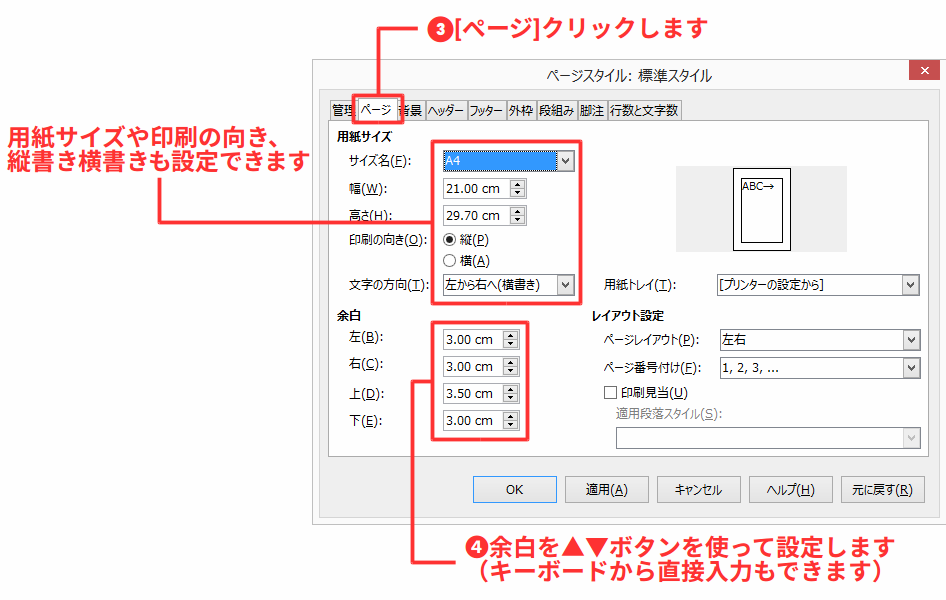 ❸[ページ]クリックします
ページスタイル: 標準スタイル
管理 ページ 背景 ヘッダー フッター 外枠 段組み 脚注 行数と文字数
用紙サイズや印刷の向き、
縦書き横書きも設定できます
用紙サイズ
サイズ名(F): A4
幅(W): 21.00 cm
高さ(H): 29.70 cm
印刷の向き(O): 縦(P)
横(A)
文字の方向(T): 左から右へ(横書き)
ABC→
用紙トレイ(T): [プリンターの設定から]
余白
左(B): 3.00 cm
右(C): 3.00 cm
上(D): 3.50 cm
下(E): 3.00 cm
レイアウト設定
ページレイアウト(P): 左右
ページ番号付け(F): 1, 2, 3, ...
印刷見当(U)
適用段落スタイル(S):
OK 適用(A) キャンセル ヘルプ(H) 元に戻す(R)
❹余白を▲▼ボタンを使って設定します
（キーボードから直接入力もできます）